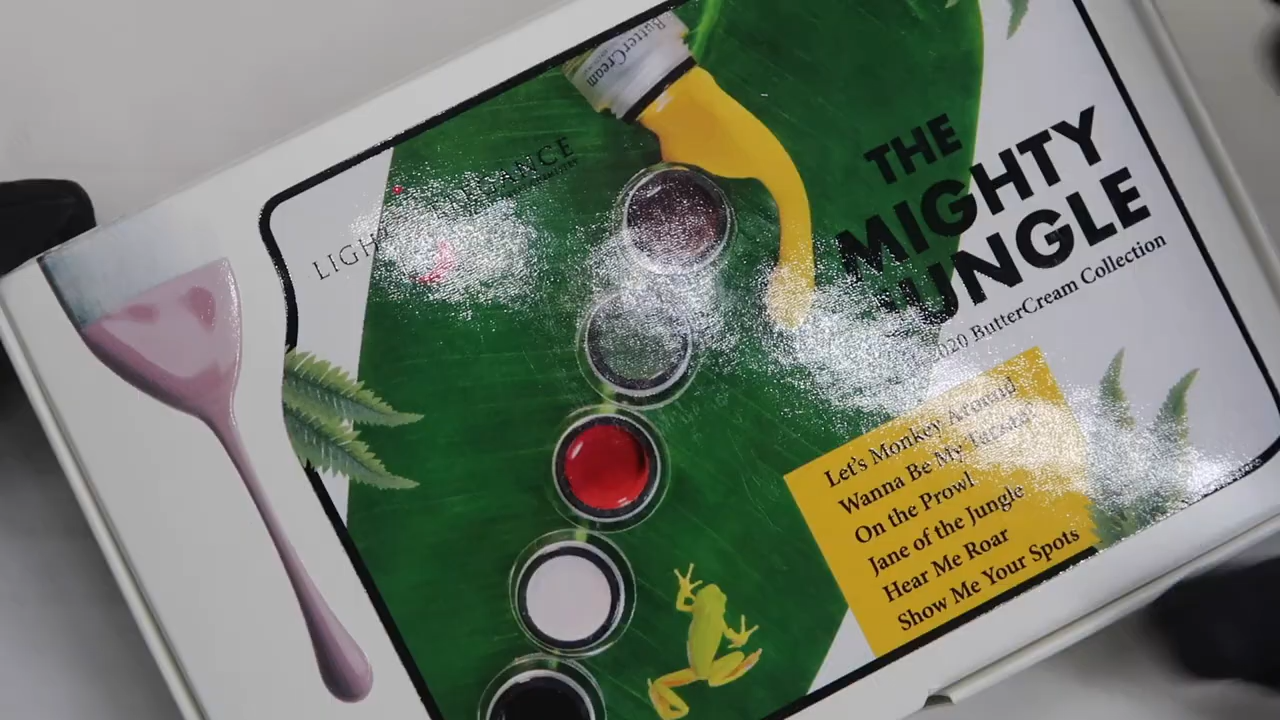 ButterCream
LIGHT ELEGANCE
THE
MIGHTY
JUNGLE
2020 ButterCream Collection
Let's Monkey Around
Wanna Be My
On the Prowl
Jane of the Jungle
Hear Me Roar
Show Me Your Spots